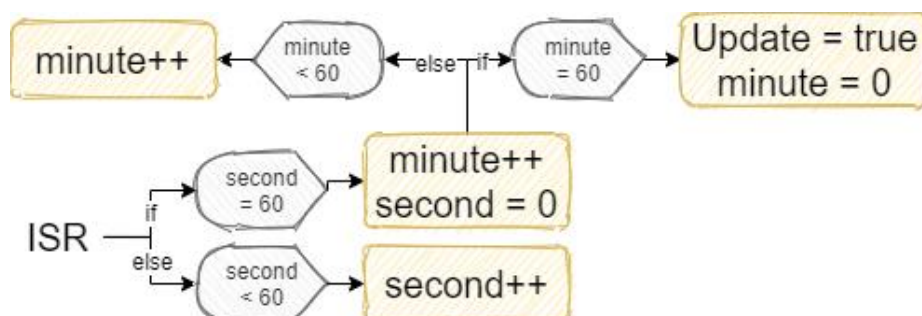 minute++
minute
< 60
else
if
minute
= 60
Update = true
minute = 0
ISR
if
else
second
= 60
minute++
second = 0
second
< 60
second++